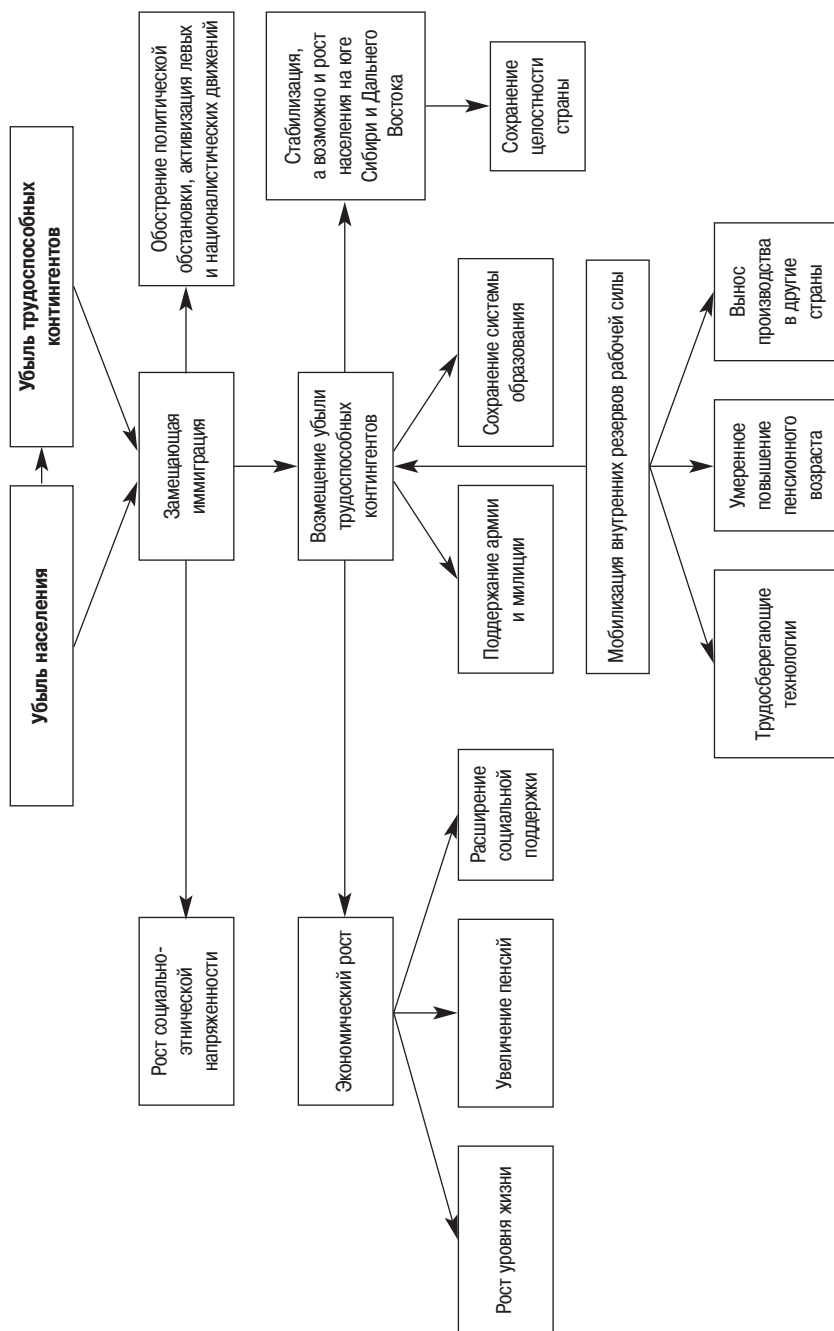 Убыль населения
Убыль трудоспособных
контингентов
Рост социально-
этнической
напряженности
Замещающая
иммиграция
Обострение политической
обстановки, активизация левых
и националистических движений
Экономический рост
Возмещение убыли
трудоспособных
контингентов
Стабилизация,
а возможно и рост
населения на юге
Сибири и Дальнего
Востока
Рост уровня жизни
Увеличение пенсий
Расширение
социальной
поддержки
Поддержание армии
и милиции
Сохранение системы
образования
Сохранение
целостности
страны
Мобилизация внутренних резервов рабочей силы
Трудосберегающие
технологии
Умеренное
повышение
пенсионного
возраста
Вынос
производства
в другие
страны